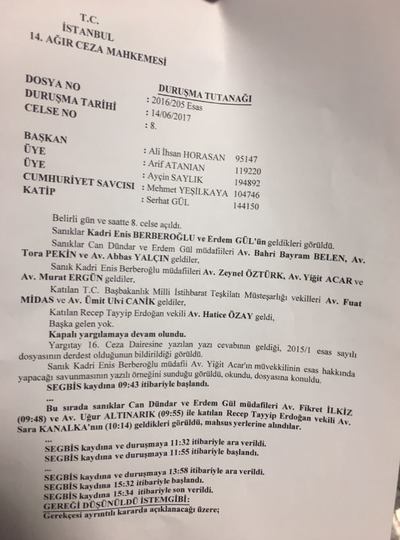 T.C.
İSTANBUL
14. AĞIR CEZA MAHKEMESİ
DURUŞMA TUTANAĞI
DOSYA NO : 2016/205 Esas
DURUŞMA TARİHİ : 14/06/2017
CELSE NO : 8.
BAŞKAN : Ali İhsan HORASAN 95147
ÜYE : Arif ATANIAN 119220
ÜYE : Ayçin SAYLIK 194892
CUMHURİYET SAVCISI : Mehmet YEŞİLKAYA 104746
KATİP : Serhat GÜL 144150
Belirli gün ve saatte 8. celse açıldı.
Sanıklar Kadri Enis BERBEROĞLU ve Erdem GÜL'ün geldikleri görüldü.
Sanıklar Can Dündar ve Erdem GÜL müdafiileri Av. Bahri Bayram BELEN, Av.
Tora PEKİN ve Av. Abbas YALÇIN geldiler,
Sanık Kadri Enis Berberoğlu müdafiileri Av. Zeynel ÖZTÜRK, Av. Yiğit ACAR ve
Av. Murat ERGÜN geldiler,
Katılan T.C. Başbakanlık Milli İstihbarat Teşkilatı Müsteşarlığı vekilleri Av. Fuat
MİDAS ve Av. Ümit Ulvi CANİK geldiler,
Katılan Recep Tayyip Erdoğan vekili Av. Hatice ÖZAY geldi,
Başka gelen yok.
Kapalı yargılamaya devam olundu.
Yargıtay 16. Ceza Dairesine yazılan yazı cevabının geldiği, 2015/1 esas sayılı
dosyasının derdest olduğunun bildirildiği görüldü.
Sanık Kadri Enis Berberoğlu müdafii Av. Yiğit Acar'ın müvekkilinin esas hakkında
yapacağı savunmasının yazılı örneğini sunduğu görüldü, okundu, dosyasına konuldu.
SEGBİS kaydına 09:43 itibariyle başlandı.
...
Bu sırada sanıklar Can Dündar ve Erdem GÜL müdafileri Av. Fikret İLKİZ
(09:48) ve Av. Uğur ALTINARIK (09:55) ile katılan Recep Tayyip Erdoğan vekili Av.
Sara KANALKA'nın (10:14) geldikleri görüldü, mahsus yerlerine alındılar.
...
SEGBİS kaydına ve duruşmaya 11:32 itibariyle ara verildi.
SEGBİS kaydına ve duruşmaya 11:55 itibariyle başlandı.
...
SEGBİS kaydına ve duruşmaya 13:58 itibariyle ara verildi.
SEGBİS kaydına 15:32 itibariyle başlandı.
SEGBİS kaydına 15:34 itibariyle son verildi.
GEREĞİ DÜŞÜNÜLDÜ İSTEMGİBİ:
Gerekçesi ayrıntılı kararda açıklanacağı üzere;